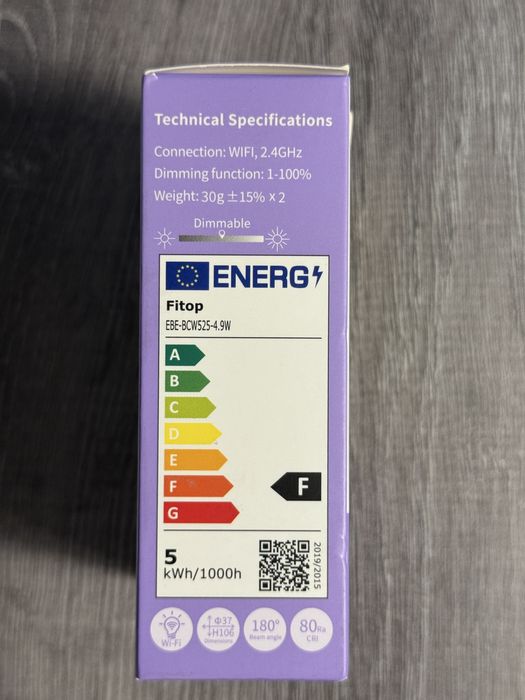 Technical Specifications
Connection: WIFI, 2.4GHz
Dimming function: 1-100%
Weight: 30g ±15% x 2
Dimmable
ENERG
Fitop
EBE-BCW525-4.9W
A
B
C
D
E
F
F
G
5
kWh/1000h
2019/2015
Wi-Fi
Φ37
H106
Dimensions
180°
Beam angle
80Ra
CRI